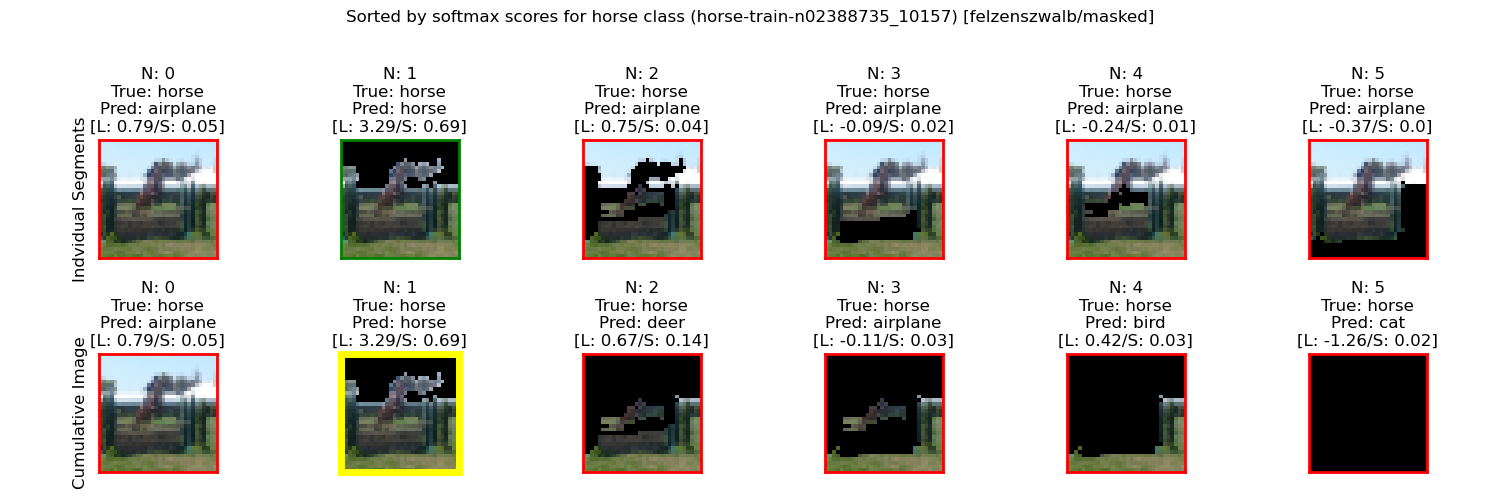 Sorted by softmax scores for horse class (horse-train-n02388735_10157) [felzenszwalb/masked]
Indvidual Segments
N: 0
True: horse
Pred: airplane
[L: 0.79/S: 0.05]
N: 1
True: horse
Pred: horse
[L: 3.29/S: 0.69]
N: 2
True: horse
Pred: airplane
[L: 0.75/S: 0.04]
N: 3
True: horse
Pred: airplane
[L: -0.09/S: 0.02]
N: 4
True: horse
Pred: airplane
[L: -0.24/S: 0.01]
N: 5
True: horse
Pred: airplane
[L: -0.37/S: 0.0]
Cumulative Image
N: 0
True: horse
Pred: airplane
[L: 0.79/S: 0.05]
N: 1
True: horse
Pred: horse
[L: 3.29/S: 0.69]
N: 2
True: horse
Pred: deer
[L: 0.67/S: 0.14]
N: 3
True: horse
Pred: airplane
[L: -0.11/S: 0.03]
N: 4
True: horse
Pred: bird
[L: 0.42/S: 0.03]
N: 5
True: horse
Pred: cat
[L: -1.26/S: 0.02]